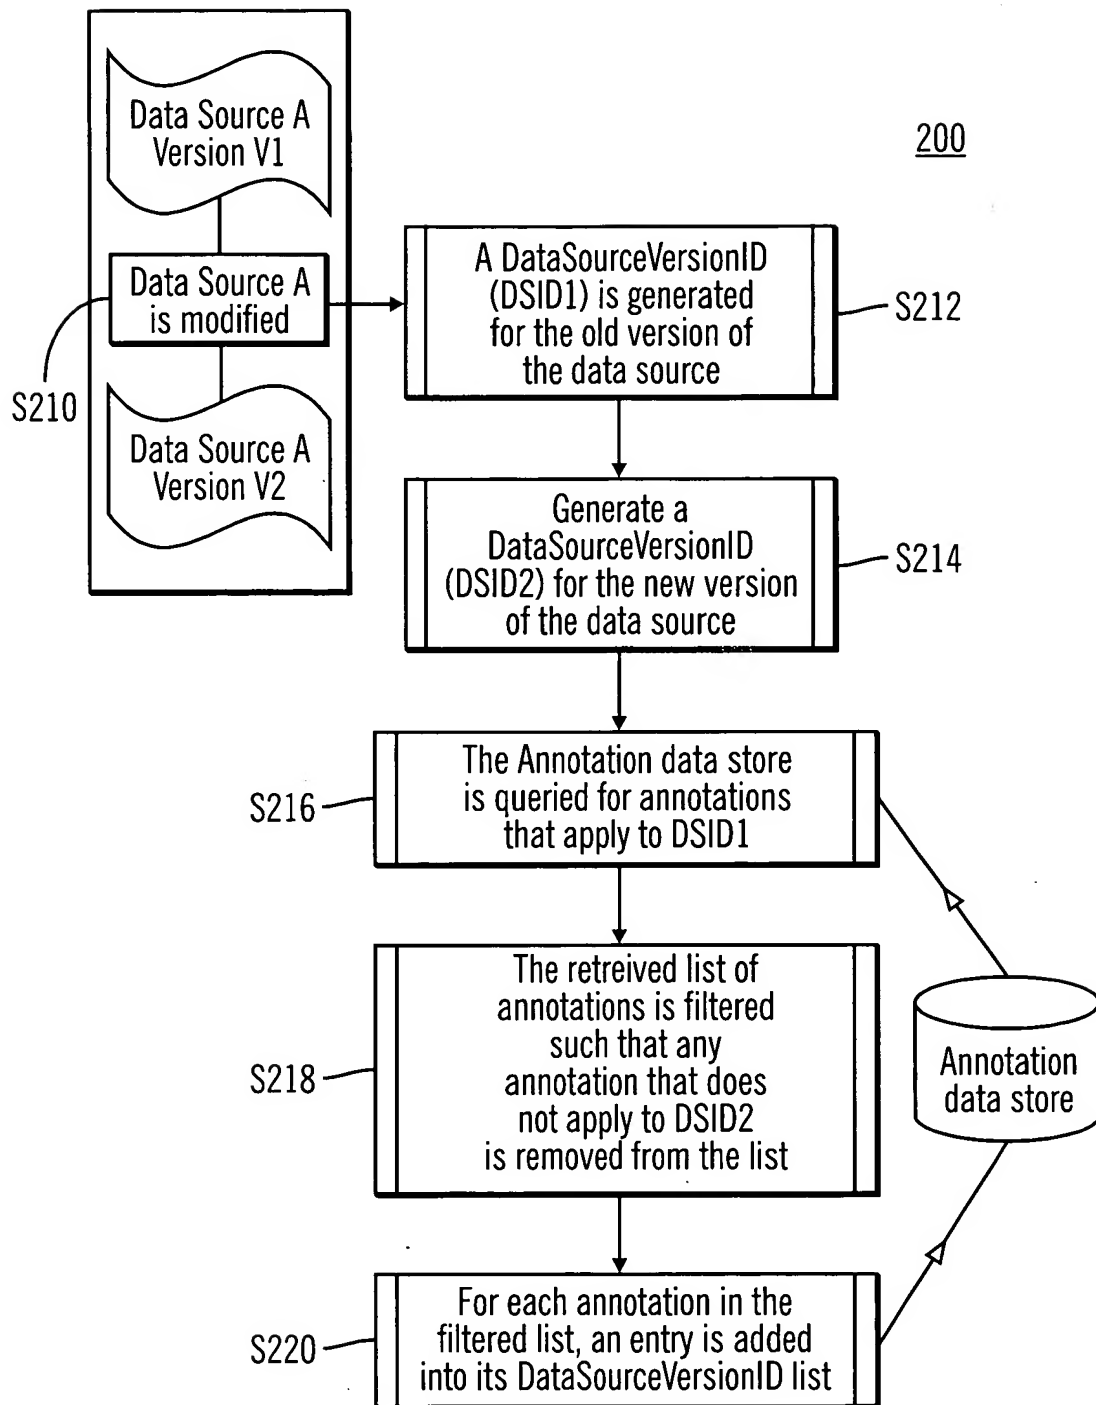 200
Data Source A
Version V1
Data Source A
is modified
S210
Data Source A
Version V2
A DataSourceVersionID
(DSID1) is generated
for the old version of
the data source
S212
Generate a
DataSourceVersionID
(DSID2) for the new version
of the data source
S214
The Annotation data store
is queried for annotations
that apply to DSID1
S216
The retreived list of
annotations is filtered
such that any
annotation that does
not apply to DSID2
is removed from the list
S218
Annotation
data store
For each annotation in the
filtered list, an entry is added
into its DataSourceVersionID list
S220